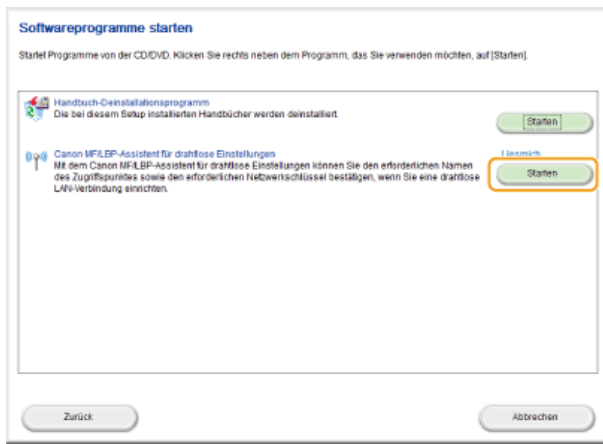 Softwareprogramme starten
Startet Programme von der CD/DVD. Klicken Sie rechts neben dem Programm, das Sie verwenden möchten, auf [Starten].
Handbuch-Deinstallationsprogramm
Die bei diesem Setup installierten Handbücher werden deinstalliert.
Starten
Canon MF/LBP-Assistent für drahtlose Einstellungen
Liesmich
Mit dem Canon MF/LBP-Assistent für drahtlose Einstellungen können Sie den erforderlichen Namen
des Zugriffspunktes sowie den erforderlichen Netzwerkschlüssel bestätigen, wenn Sie eine drahtlose
LAN-Verbindung einrichten.
Starten
Zurück
Abbrechen